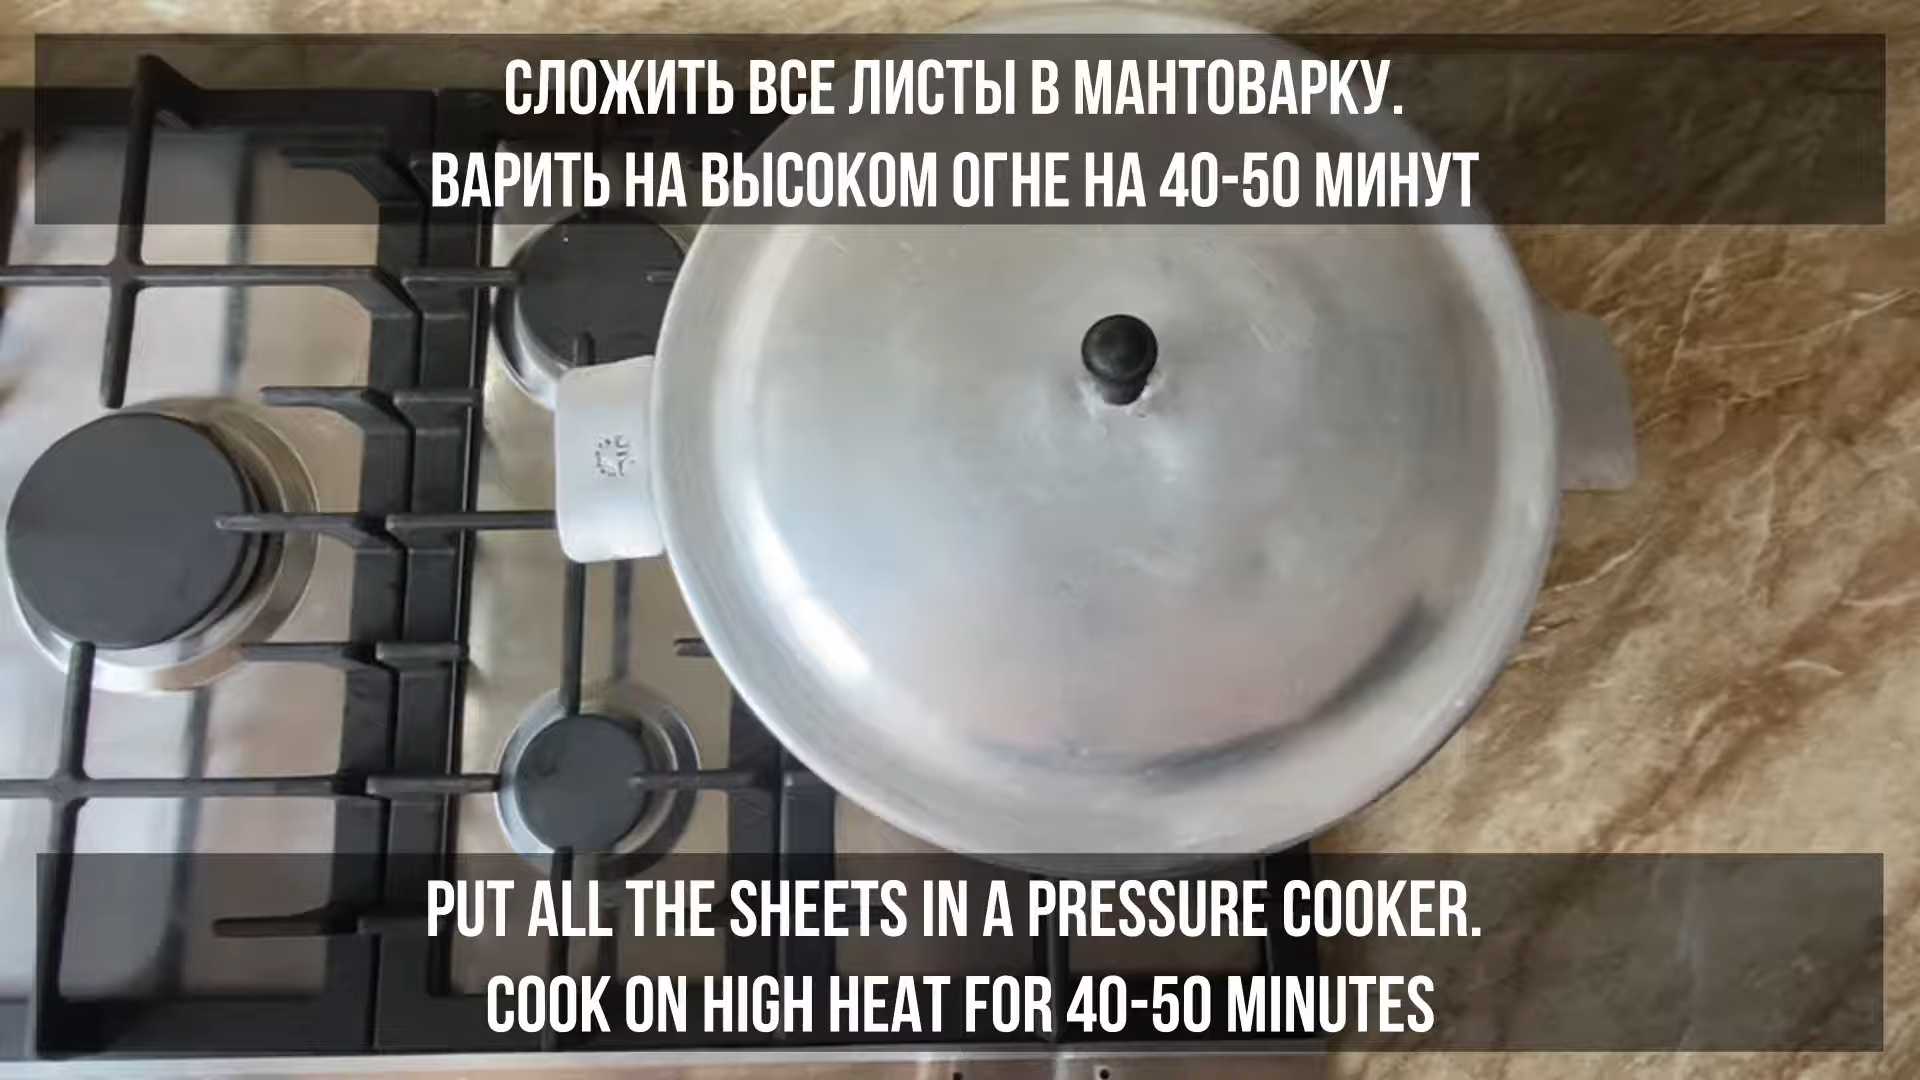 СЛОЖИТЬ ВСЕ ЛИСТЫ В МАНТОВАРКУ.
ВАРИТЬ НА ВЫСОКОМ ОГНЕ НА 40-50 МИНУТ
PUT ALL THE SHEETS IN A PRESSURE COOKER.
COOK ON HIGH HEAT FOR 40-50 MINUTES